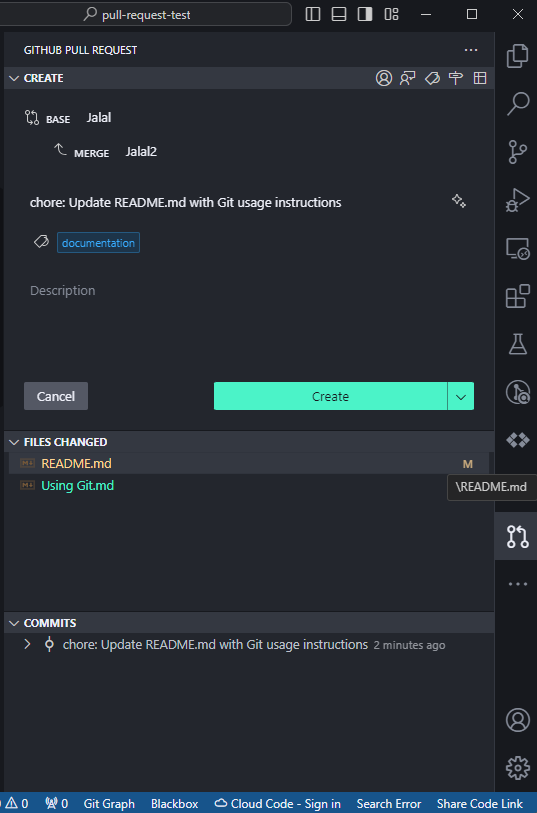 pull-request-test
GITHUB PULL REQUEST
CREATE
BASE Jalal
MERGE Jalal2
chore: Update README.md with Git usage instructions
documentation
Description
Cancel Create
FILES CHANGED
README.md M
Using Git.md
\README.md
COMMITS
chore: Update README.md with Git usage instructions 2 minutes ago
0 0 Git Graph Blackbox Cloud Code - Sign in Search Error Share Code Link